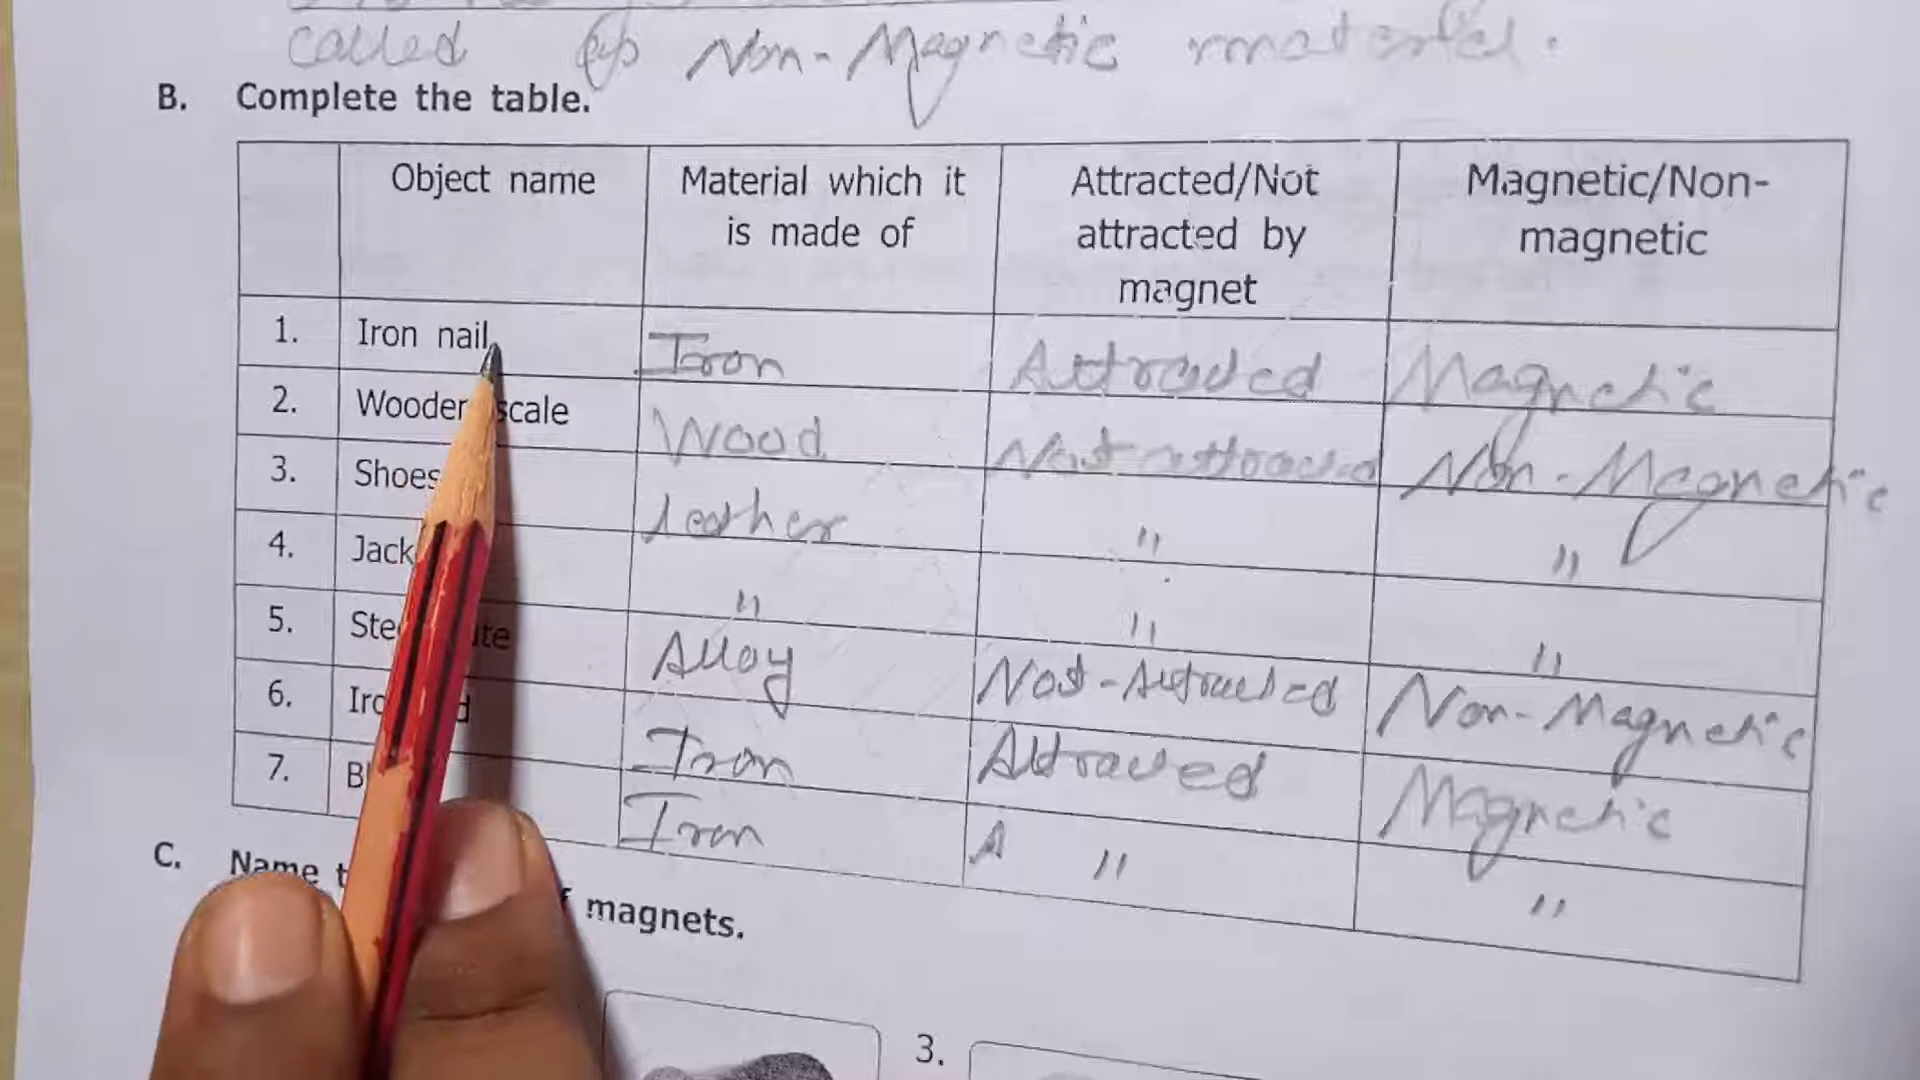 called as Non-Magnetic material.
B. Complete the table.
Object name Material which it is made of Attracted/Not attracted by magnet Magnetic/Non-magnetic
1. Iron nail Iron Attracted Magnetic
2. Wooden scale Wood Not attracted Non-Magnetic
3. Shoes leather " "
4. Jack " " "
5. Alloy Not-Attracted Non-Magnetic
6. Iron Attracted Magnetic
7. Iron A " "
C. Name magnets.
3.